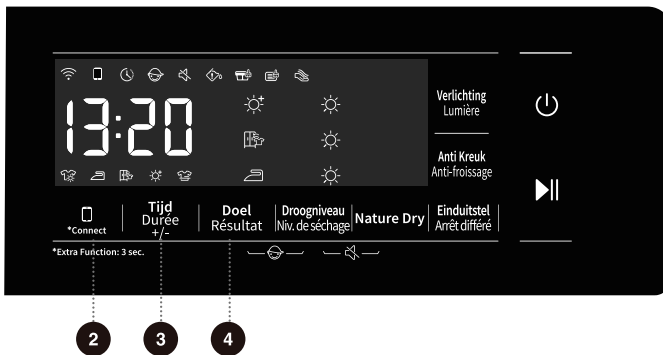 13:20
Verlichting
Lumière
Anti Kreuk
Anti-froissage
*Connect
Tijd
Durée
+/-
Doel
Résultat
Droogniveau
Niv. de séchage
Nature Dry
Einduitstel
Arrêt différé
*Extra Function: 3 sec.
2
3
4